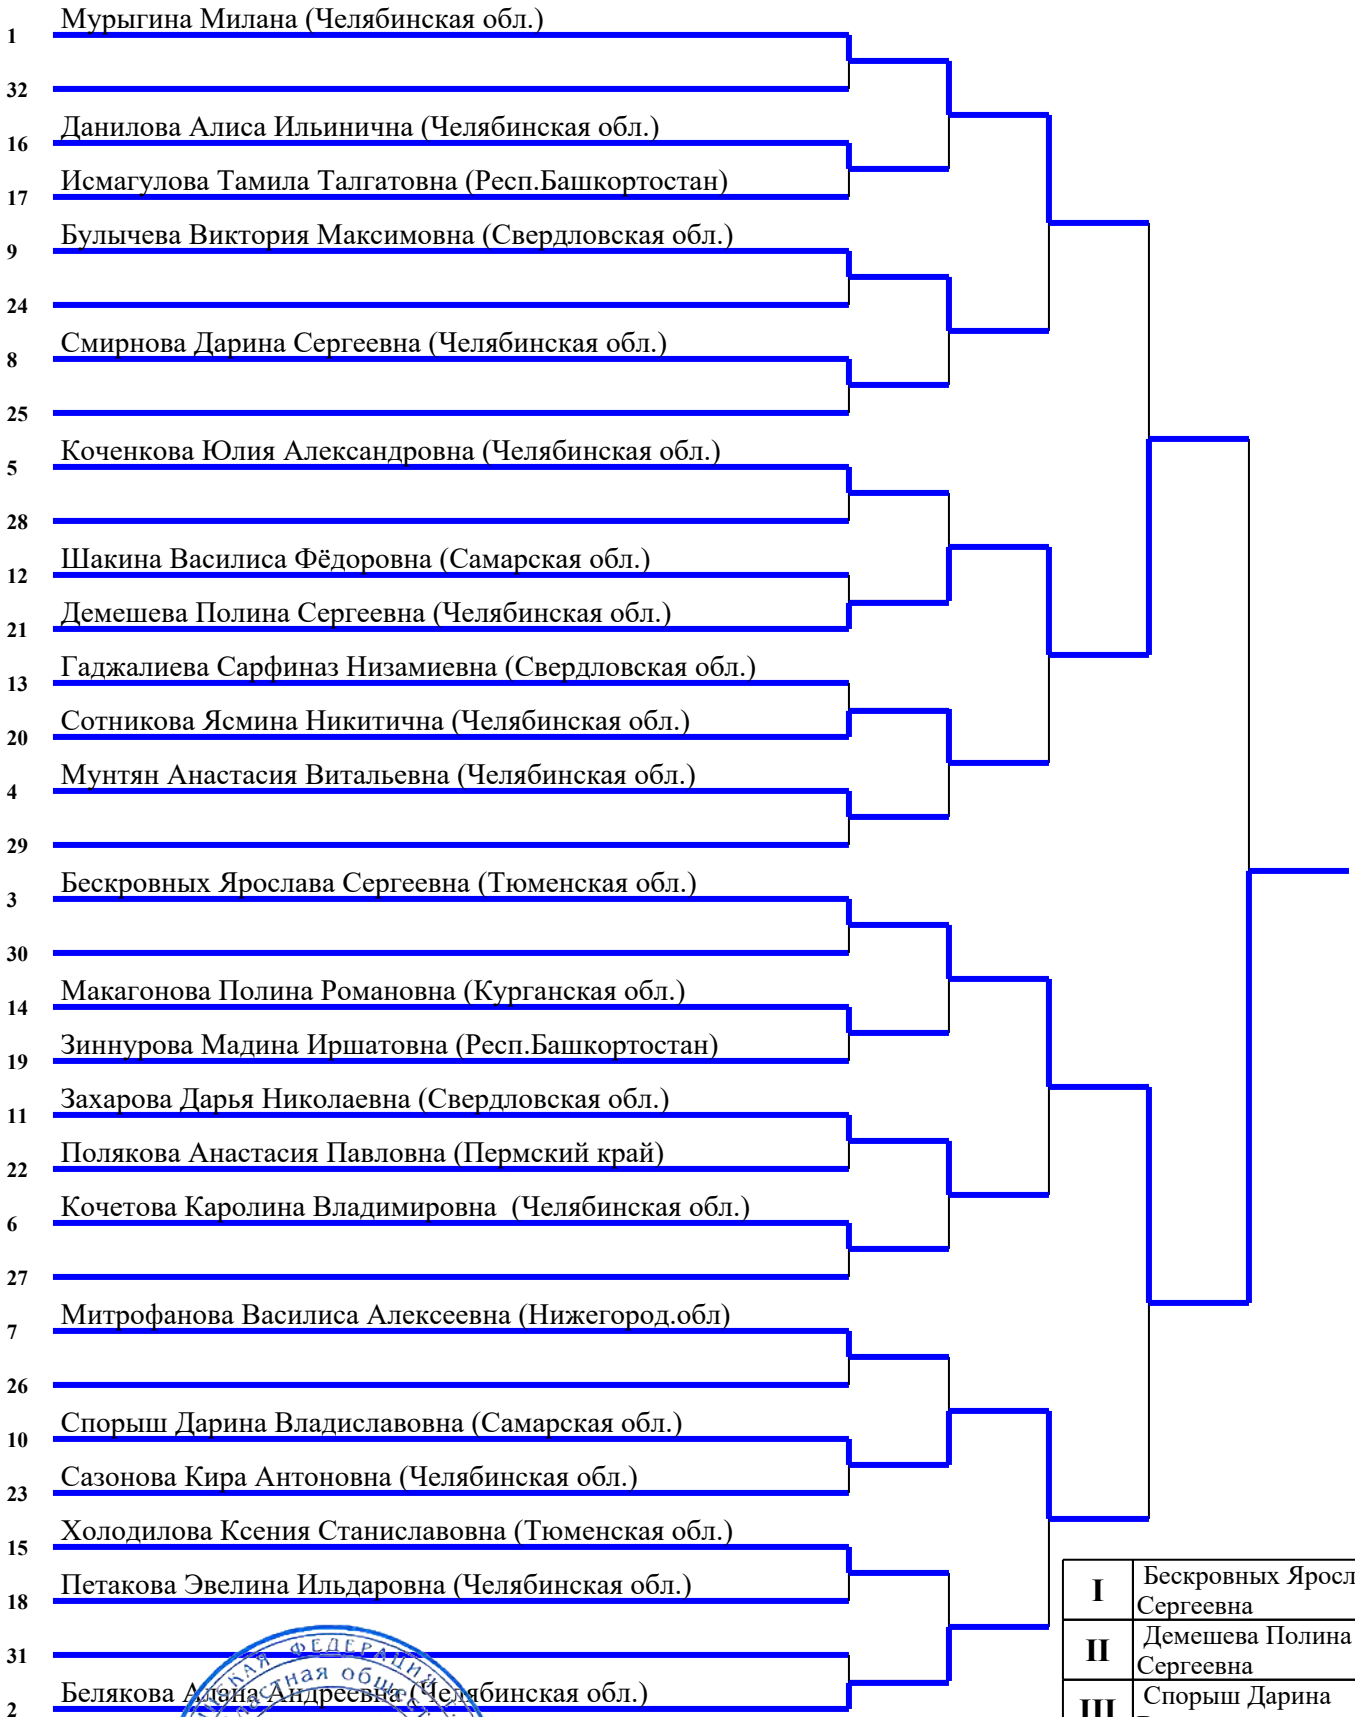 Мурыгина Милана (Челябинская обл.)
1
32
Данилова Алиса Ильинична (Челябинская обл.)
16
Исмагулова Тамила Талгатовна (Респ.Башкортостан)
17
Булычева Виктория Максимовна (Свердловская обл.)
9
24
Смирнова Дарина Сергеевна (Челябинская обл.)
8
25
Коченкова Юлия Александровна (Челябинская обл.)
5
28
Шакина Василиса Фёдоровна (Самарская обл.)
12
Демешева Полина Сергеевна (Челябинская обл.)
21
Гаджалиева Сарфиназ Низамиевна (Свердловская обл.)
13
Сотникова Ясмина Никитична (Челябинская обл.)
20
Мунтян Анастасия Витальевна (Челябинская обл.)
4
29
Бескровных Ярослава Сергеевна (Тюменская обл.)
3
30
Макагонова Полина Романовна (Курганская обл.)
14
Зиннурова Мадина Иршатовна (Респ.Башкортостан)
19
Захарова Дарья Николаевна (Свердловская обл.)
11
Полякова Анастасия Павловна (Пермский край)
22
Кочетова Каролина Владимировна (Челябинская обл.)
6
27
Митрофанова Василиса Алексеевна (Нижегород.обл)
7
26
Спорыш Дарина Владиславовна (Самарская обл.)
10
Сазонова Кира Антоновна (Челябинская обл.)
23
Холодилова Ксения Станиславовна (Тюменская обл.)
15
Петакова Эвелина Ильдаровна (Челябинская обл.)
18
31
Белякова Алана Андреевна (Челябинская обл.)
2
I Бескровных Яросл
Сергеевна
II Демешева Полина
Сергеевна
III Спорыш Дарина